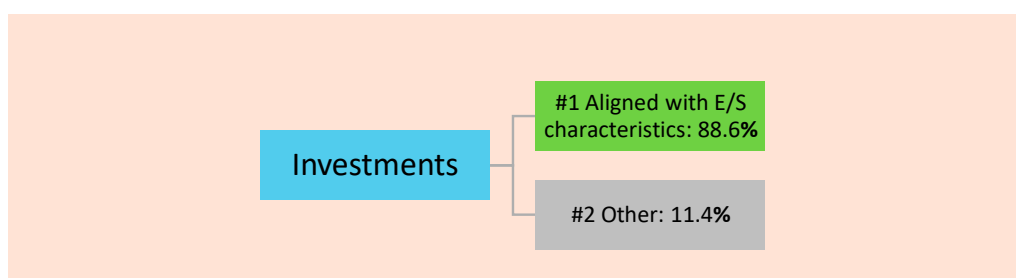 Investments
#1 Aligned with E/S
characteristics: 88.6%
#2 Other: 11.4%